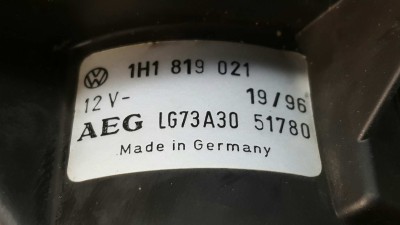 1H1 819 021
12V- 19/96
AEG LG73A30 51780
Made in Germany